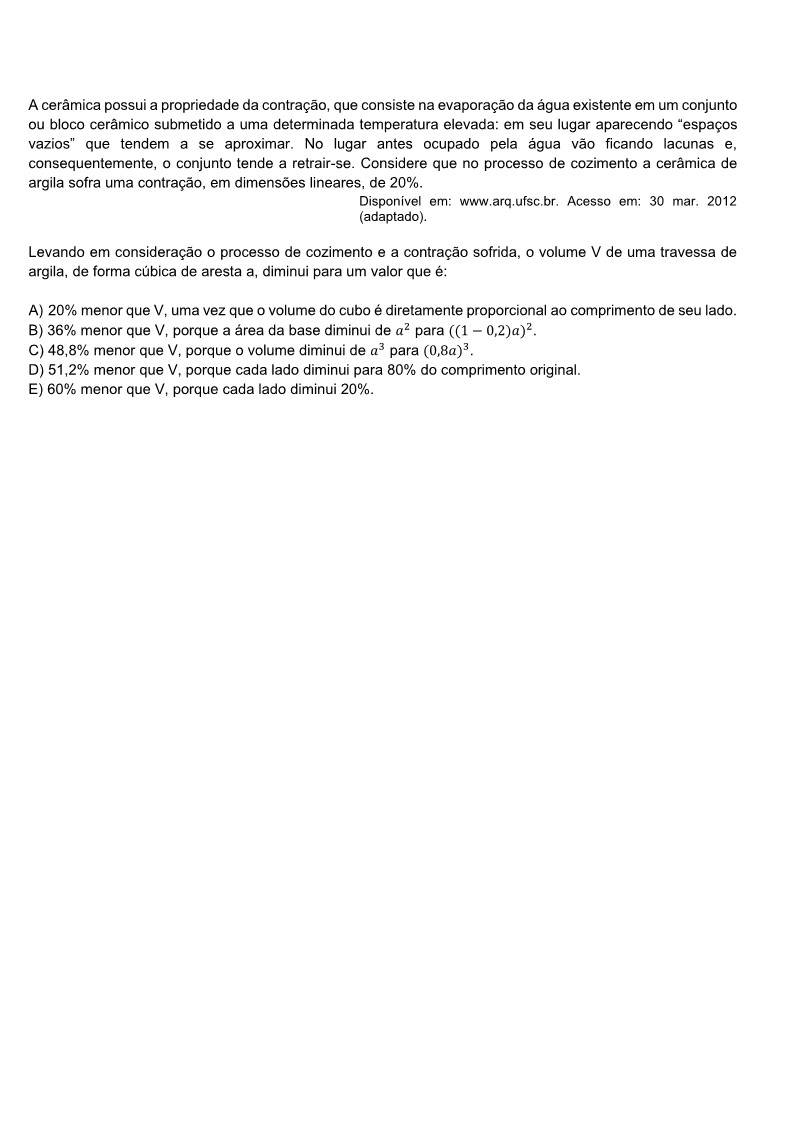 A cerâmica possui a propriedade da contração, que consiste na evaporação da água existente em um conjunto
ou bloco cerâmico submetido a uma determinada temperatura elevada: em seu lugar aparecendo “espaços
vazios” que tendem a se aproximar. No lugar antes ocupado pela água vão ficando lacunas e,
consequentemente, o conjunto tende a retrair-se. Considere que no processo de cozimento a cerâmica de
argila sofra uma contração, em dimensões lineares, de 20%.
Disponível em: www.arq.ufsc.br. Acesso em: 30 mar. 2012
(adaptado).
Levando em consideração o processo de cozimento e a contração sofrida, o volume V de uma travessa de
argila, de forma cúbica de aresta a, diminui para um valor que é:
A) 20% menor que V, uma vez que o volume do cubo é diretamente proporcional ao comprimento de seu lado.
B) 36% menor que V, porque a área da base diminui de 𝑎² para ((1 − 0,2)𝑎)².
C) 48,8% menor que V, porque o volume diminui de 𝑎³ para (0,8𝑎)³.
D) 51,2% menor que V, porque cada lado diminui para 80% do comprimento original.
E) 60% menor que V, porque cada lado diminui 20%.